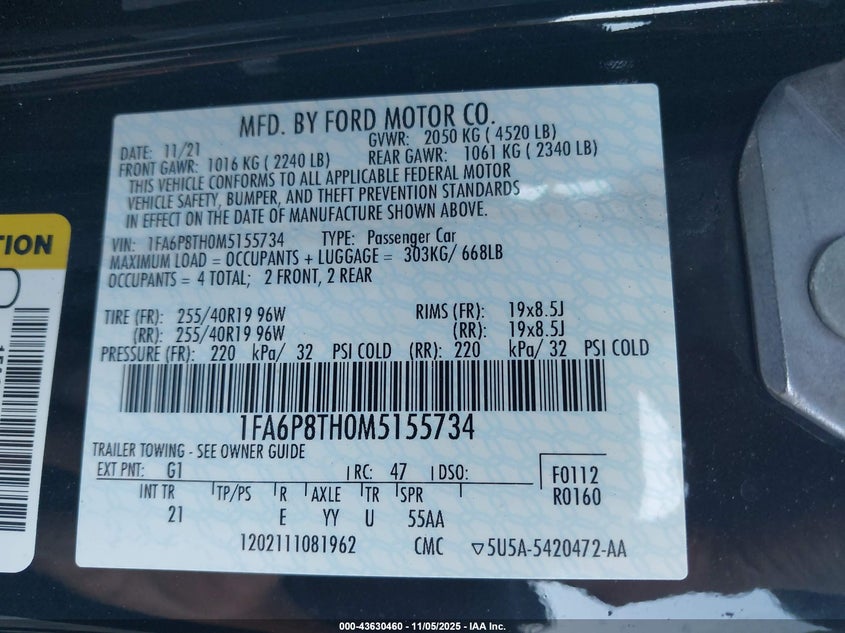 MFD. BY FORD MOTOR CO.
DATE: 11/21 GVWR: 2050 KG ( 4520 LB)
FRONT GAWR: 1016 KG ( 2240 LB) REAR GAWR: 1061 KG ( 2340 LB)
THIS VEHICLE CONFORMS TO ALL APPLICABLE FEDERAL MOTOR
VEHICLE SAFETY, BUMPER, AND THEFT PREVENTION STANDARDS
IN EFFECT ON THE DATE OF MANUFACTURE SHOWN ABOVE.
VIN: 1FA6P8TH0M5155734 TYPE: Passenger Car
MAXIMUM LOAD = OCCUPANTS + LUGGAGE = 303KG/ 668LB
OCCUPANTS = 4 TOTAL; 2 FRONT, 2 REAR
TIRE (FR): 255/40R19 96W RIMS (FR): 19x8.5J
(RR): 255/40R19 96W (RR): 19x8.5J
PRESSURE (FR): 220 kPa/ 32 PSI COLD (RR): 220 kPa/ 32 PSI COLD
1FA6P8TH0M5155734
TRAILER TOWING - SEE OWNER GUIDE
EXT PNT: G1 RC: 47 DSO: F0112
R0160
INT TR TP/PS R AXLE TR SPR
21 E YY U 55AA
1202111081962 CMC ▽5U5A-5420472-AA
TION
000-43630460 - 11/05/2025 - IAA Inc.